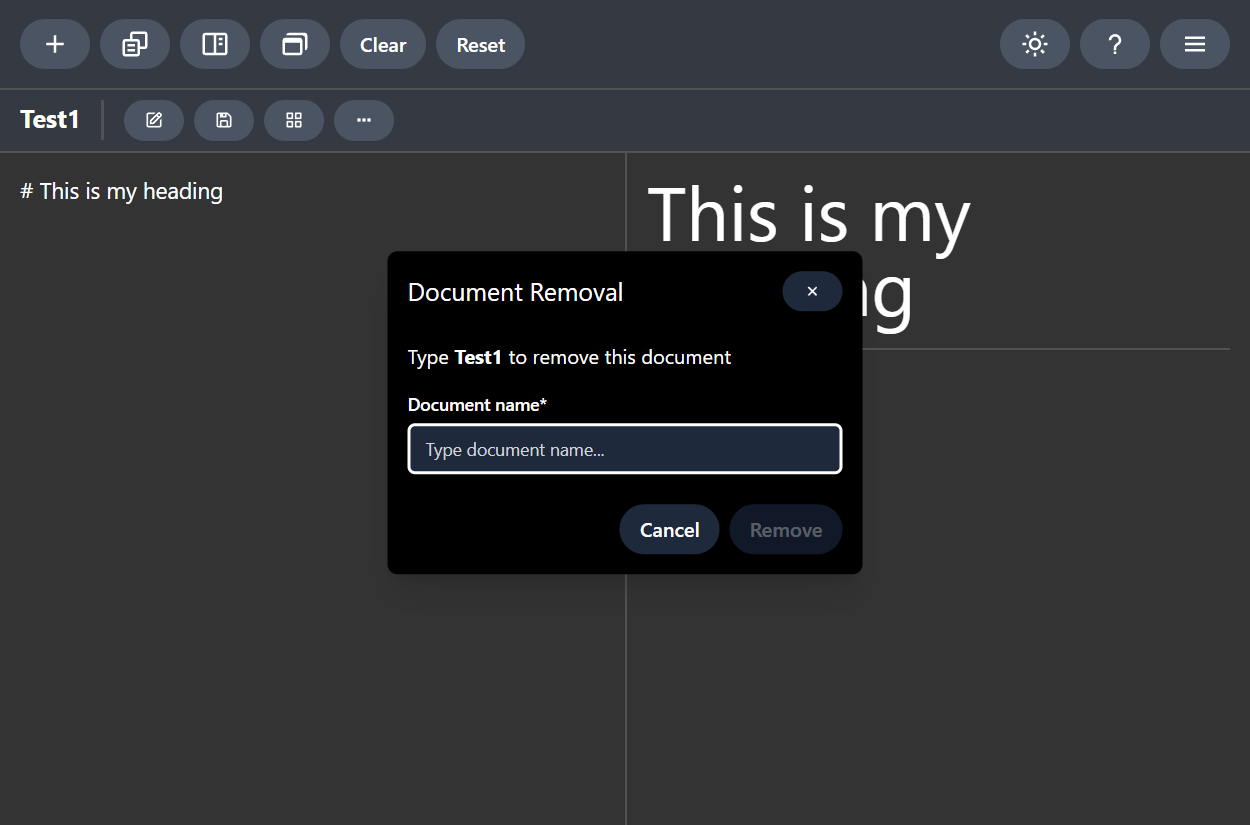 Clear Reset ?
Test1
# This is my heading
This is my
ng
Document Removal
Type Test1 to remove this document
Document name*
Type document name...
Cancel Remove